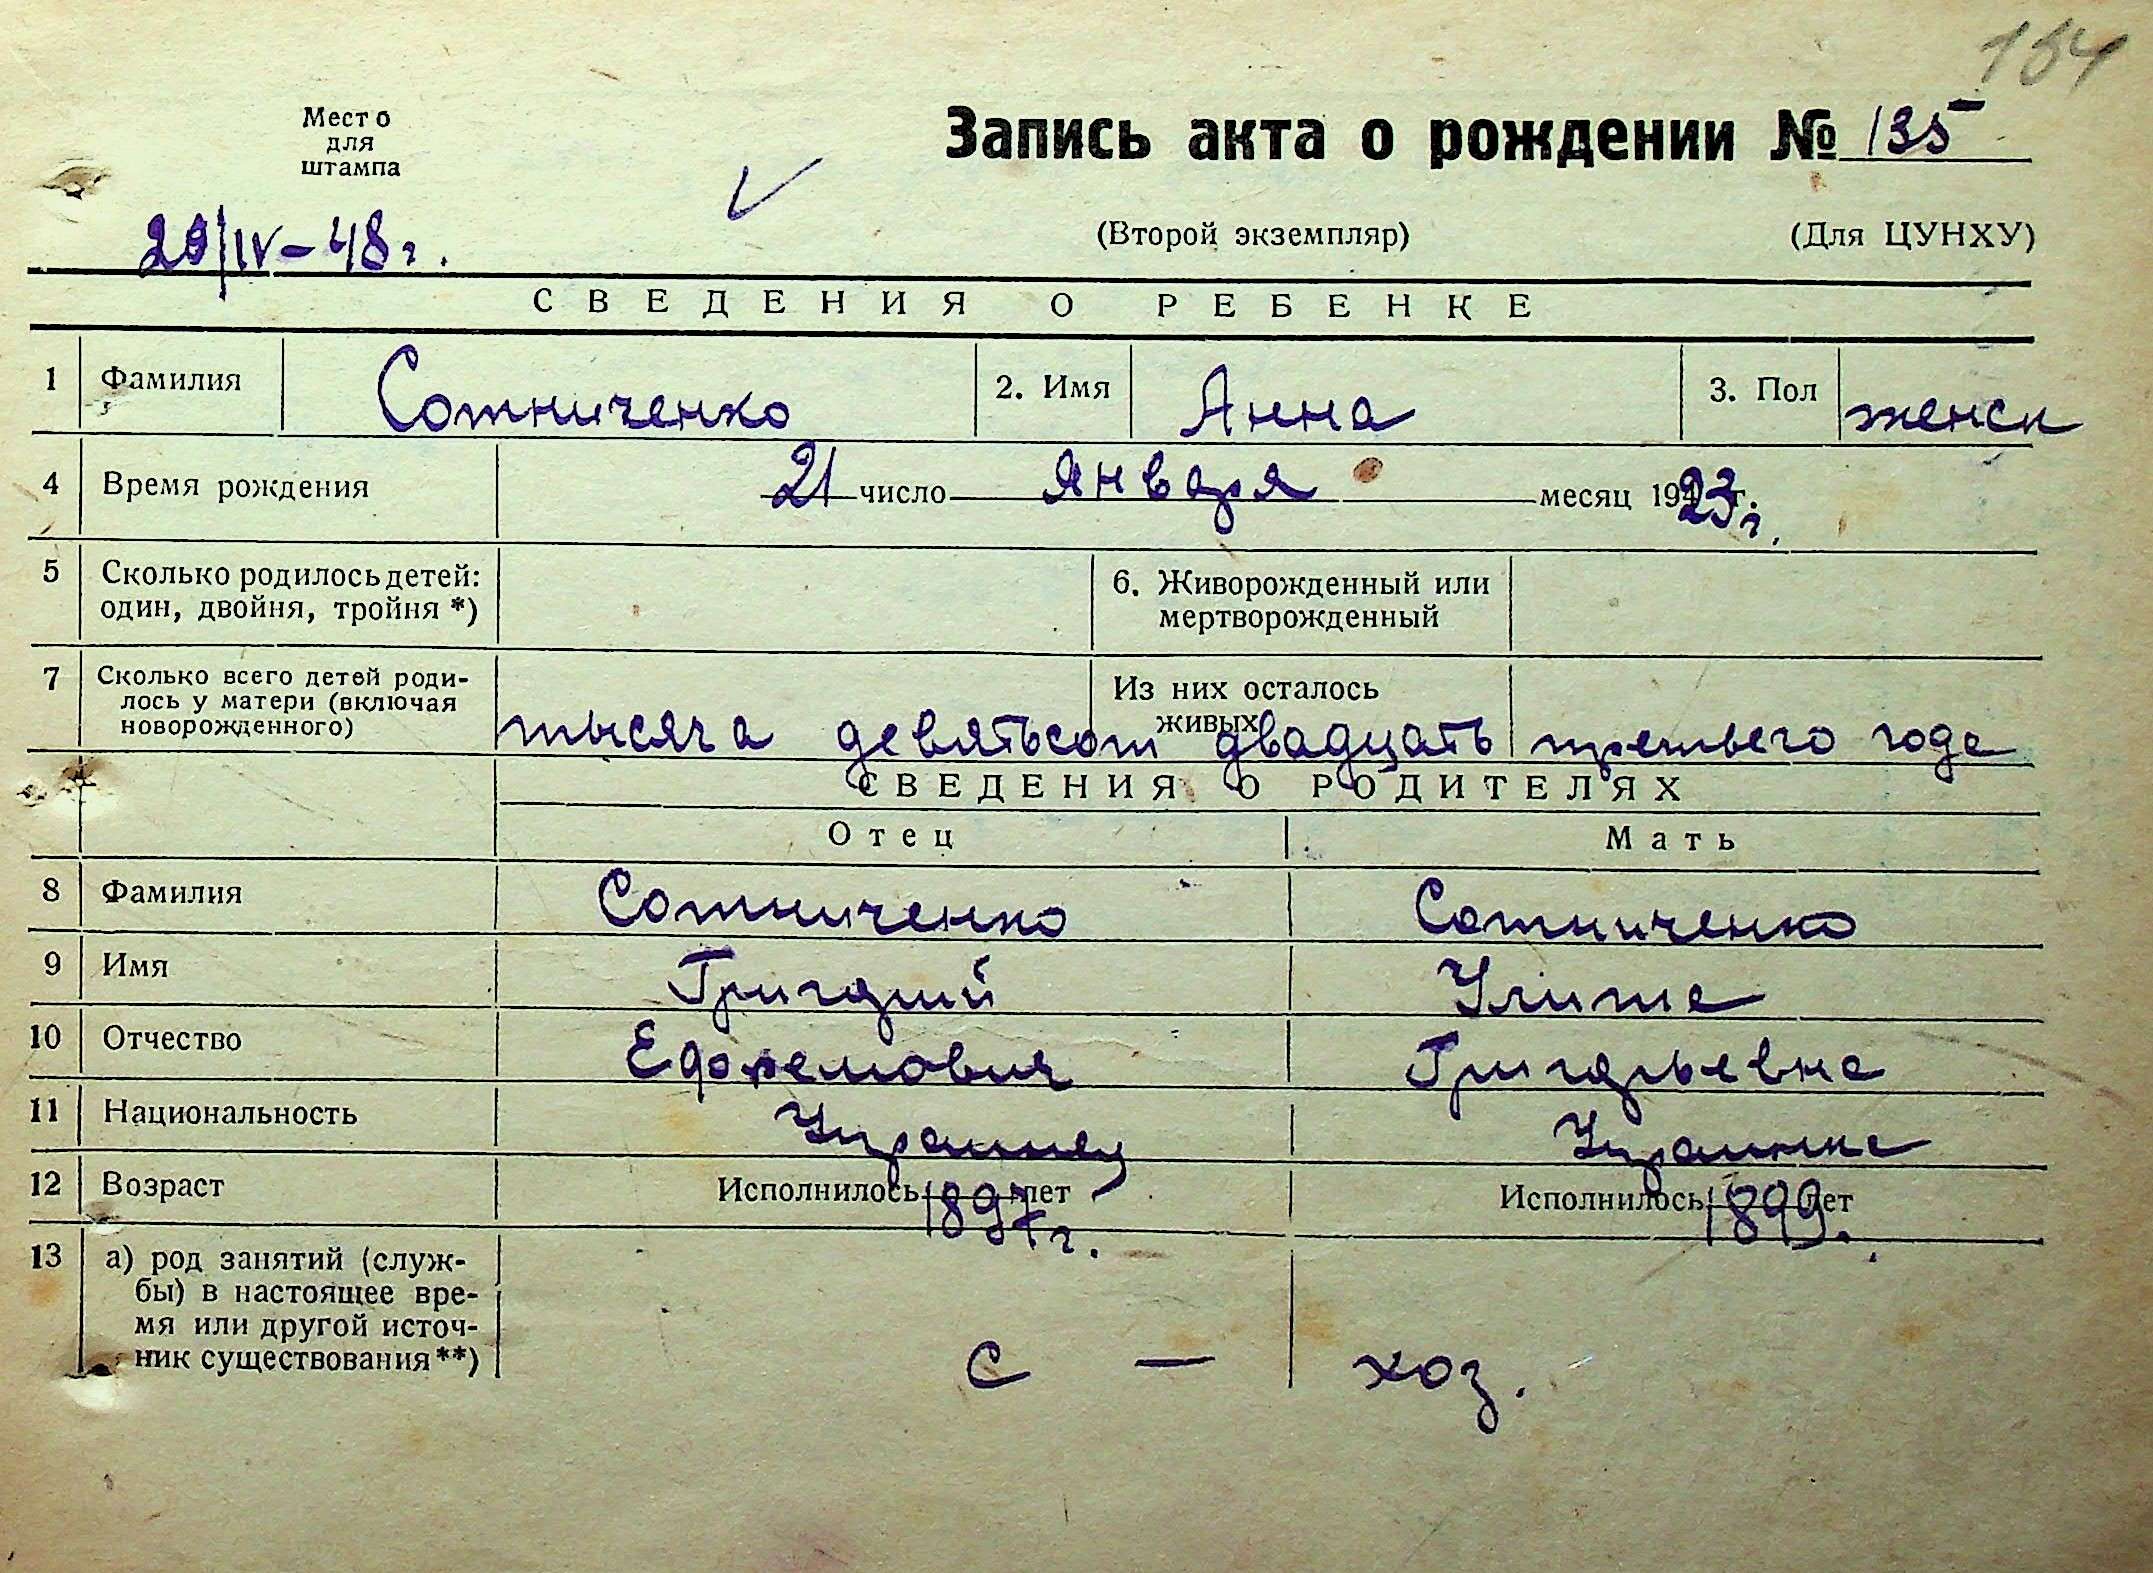 184
Место
для
штампа
Запись акта о рождении № 135
29/IV-48 г.
(Второй экземпляр) (Для ЦУНХУ)
СВЕДЕНИЯ О РЕБЕНКЕ
1 Фамилия Сотниченко 2. Имя Анна 3. Пол женск
4 Время рождения 21 число января месяц 1923 г.
5 Сколько родилось детей: один, двойня, тройня *) 6. Живорожденный или мертворожденный
7 Сколько всего детей родилось у матери (включая новорожденного) Из них осталось живых
тысяча девятьсот двадцать третьего года
СВЕДЕНИЯ О РОДИТЕЛЯХ
Отец Мать
8 Фамилия Сотниченко Сотниченко
9 Имя Григорий
10 Отчество Григорьевна
11 Национальность Украинец Украинка
12 Возраст Исполнилось 1897 г. лет Исполнилось 1899. лет
13 а) род занятий (служ-
бы) в настоящее вре-
мя или другой источ-
ник существования **) с — хоз.